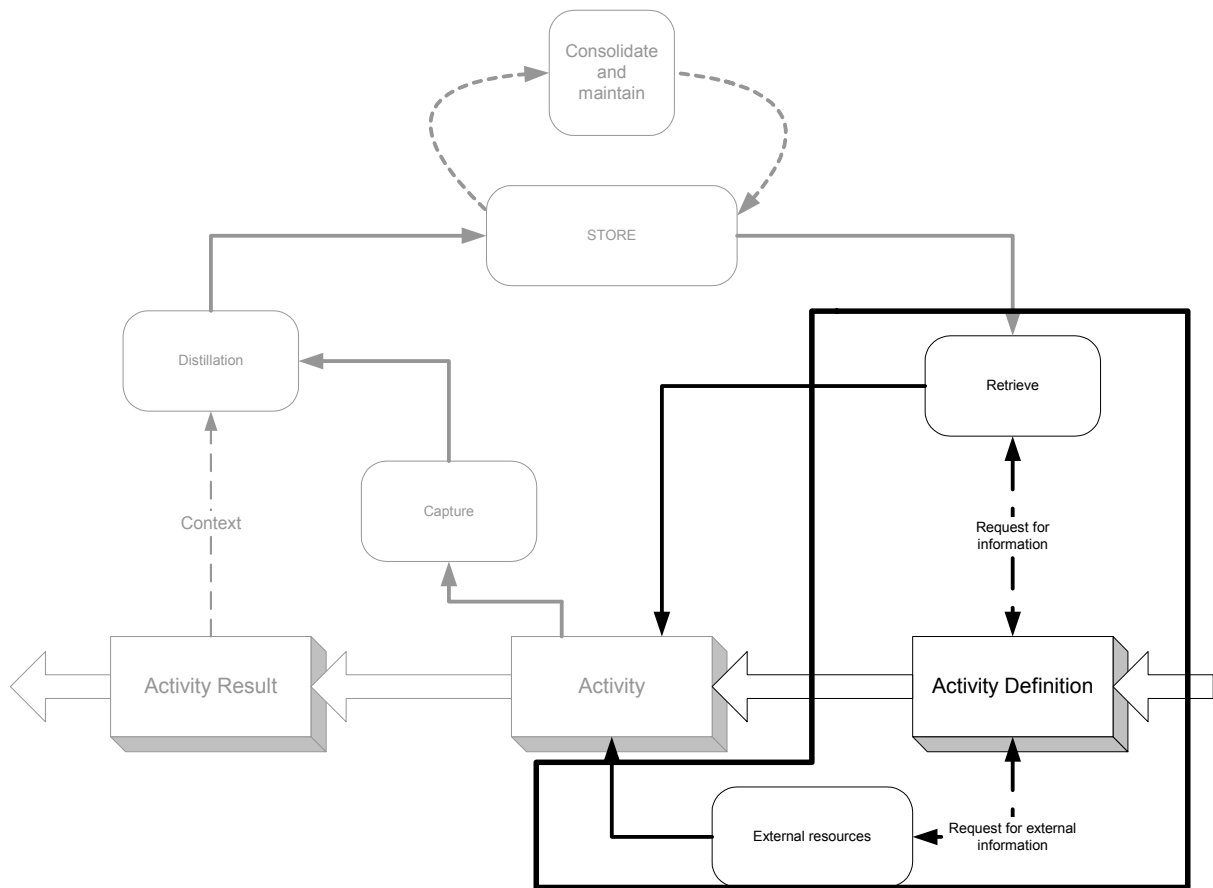 Consolidate
and
maintain
STORE
Distillation
Retrieve
Capture
Context
Request for
information
Activity Result
Activity
Activity Definition
External resources
Request for external
information